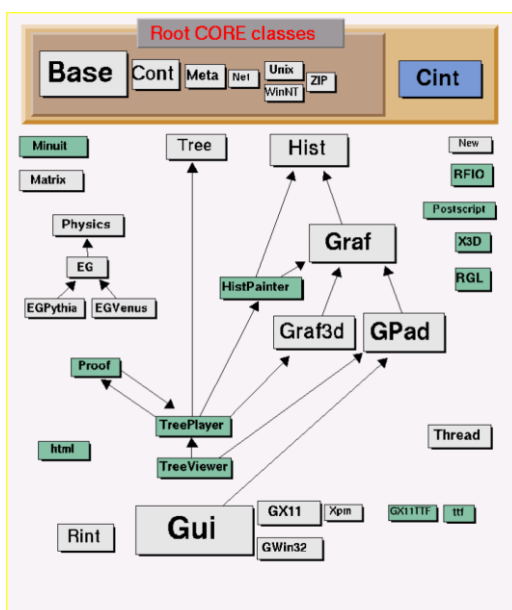 Root CORE classes
Base
Cont
Meta
Net
Unix
WinNT
ZIP
Cint
Minuit
Tree
Hist
New
Matrix
RFIO
Physics
Postscript
Graf
X3D
EG
HistPainter
RGL
EGPythia
EGVenus
Graf3d
GPad
Proof
TreePlayer
Thread
html
TreeViewer
Gui
GX11
Xpm
GX11TTF
ttf
Rint
GWin32